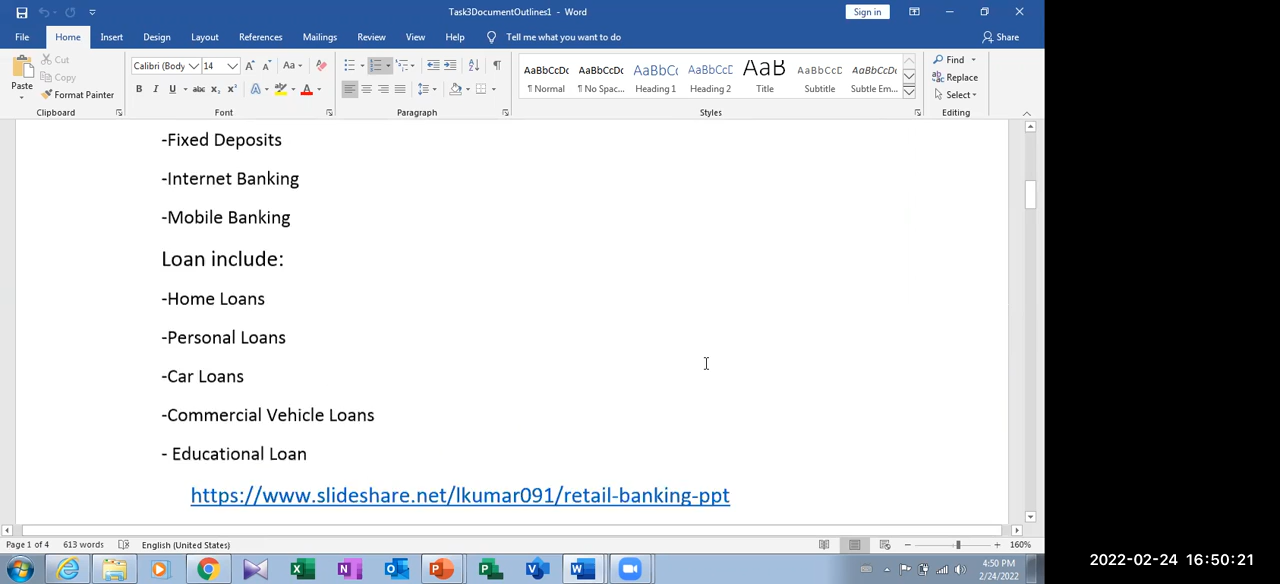 Task3DocumentOutlines1 - Word
Sign in
File Home Insert Design Layout References Mailings Review View Help Tell me what you want to do Share
Paste
Cut
Copy
Format Painter
Clipboard
Calibri (Body 14
Font
Paragraph
AaBbCcDc AaBbCcDc AaBbCc AaBbCcD AaB AaBbCcD AaBbCcDc
¶ Normal ¶ No Spac... Heading 1 Heading 2 Title Subtitle Subtle Em...
Styles
Find
Replace
Select
Editing
-Fixed Deposits
-Internet Banking
-Mobile Banking
Loan include:
-Home Loans
-Personal Loans
-Car Loans
-Commercial Vehicle Loans
- Educational Loan
https://www.slideshare.net/lkumar091/retail-banking-ppt
Page 1 of 4 613 words English (United States) 160%
4:50 PM
2/24/2022
2022-02-24 16:50:21